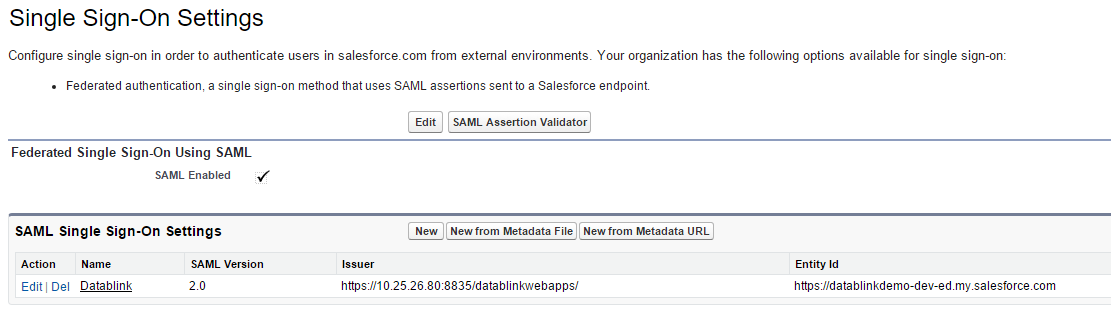 Single Sign-On Settings
Configure single sign-on in order to authenticate users in salesforce.com from external environments. Your organization has the following options available for single sign-on:
• Federated authentication, a single sign-on method that uses SAML assertions sent to a Salesforce endpoint.
Edit SAML Assertion Validator
Federated Single Sign-On Using SAML
SAML Enabled ✓
SAML Single Sign-On Settings New New from Metadata File New from Metadata URL
Action Name SAML Version Issuer Entity Id
Edit | Del Datablink 2.0 https://10.25.26.80:8835/datablinkwebapps/ https://datablinkdemo-dev-ed.my.salesforce.com